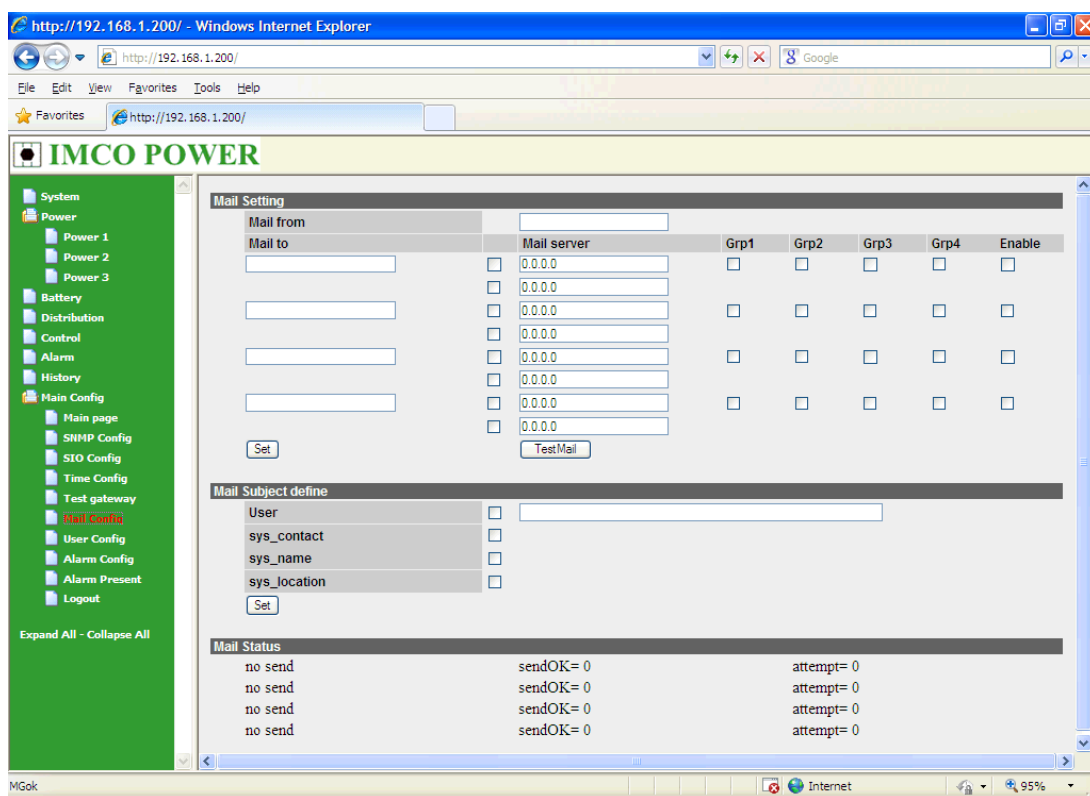 http://192.168.1.200/ - Windows Internet Explorer
http://192.168.1.200/ Google
File Edit View Favorites Tools Help
Favorites http://192.168.1.200/
IMCO POWER
System
Power
Power 1
Power 2
Power 3
Battery
Distribution
Control
Alarm
History
Main Config
Main page
SNMP Config
SIO Config
Time Config
Test gateway
Mail Config
User Config
Alarm Config
Alarm Present
Logout
Expand All - Collapse All
Mail Setting
Mail from
Mail to Mail server Grp1 Grp2 Grp3 Grp4 Enable
0.0.0.0
0.0.0.0
0.0.0.0
0.0.0.0
0.0.0.0
0.0.0.0
0.0.0.0
0.0.0.0
Set TestMail
Mail Subject define
User
sys_contact
sys_name
sys_location
Set
Mail Status
no send sendOK= 0 attempt= 0
no send sendOK= 0 attempt= 0
no send sendOK= 0 attempt= 0
no send sendOK= 0 attempt= 0
MGok Internet 95%